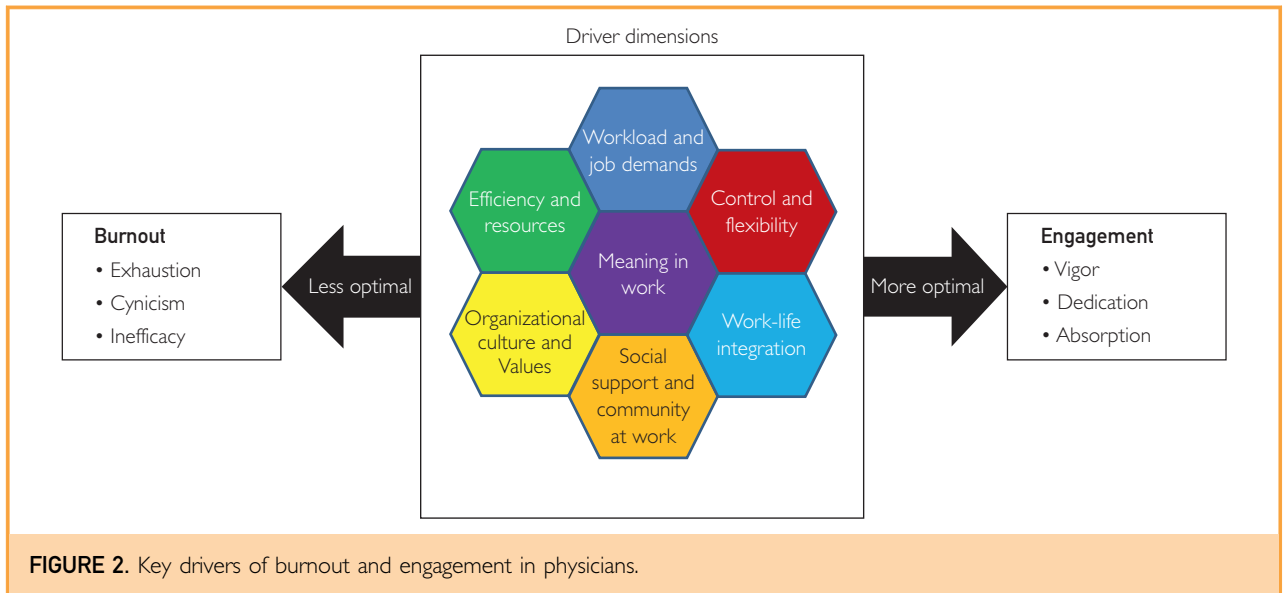 Driver dimensions
Workload and
job demands
Efficiency and
resources
Control and
flexibility
Meaning in
work
Organizational
culture and
Values
Work-life
integration
Social
support and
community
at work
Burnout
• Exhaustion
• Cynicism
• Inefficacy
Less optimal
More optimal
Engagement
• Vigor
• Dedication
• Absorption
FIGURE 2. Key drivers of burnout and engagement in physicians.